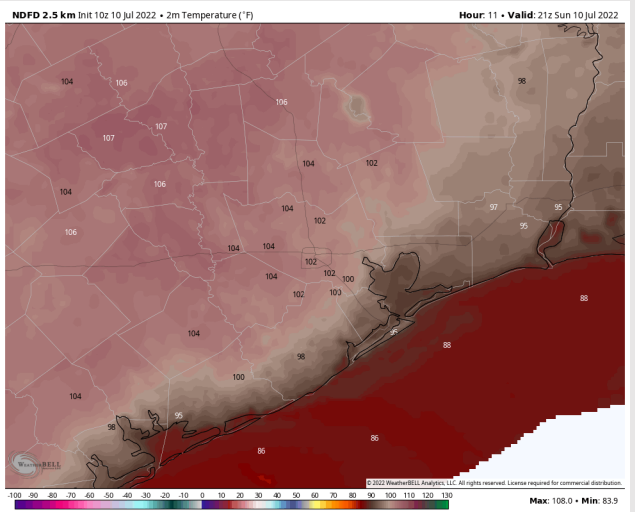 NDFD 2.5 km Init 10z 10 Jul 2022 • 2m Temperature (°F) Hour: 11 • Valid: 21z Sun 10 Jul 2022
104 106 98
106
107 107
104 102
106
104
104 97 95
102 95
106
104 104
102
104 102 100
102 100
88
104 95
88
98
100
104
95
98
86 86
WEATHERBELL
© 2022 WeatherBELL Analytics, LLC. All rights reserved. License required for commercial distribution.
-100 -90 -80 -70 -60 -50 -40 -30 -20 -10 0 10 20 30 40 50 60 70 80 90 100 110 120 130
Max: 108.0 • Min: 83.9